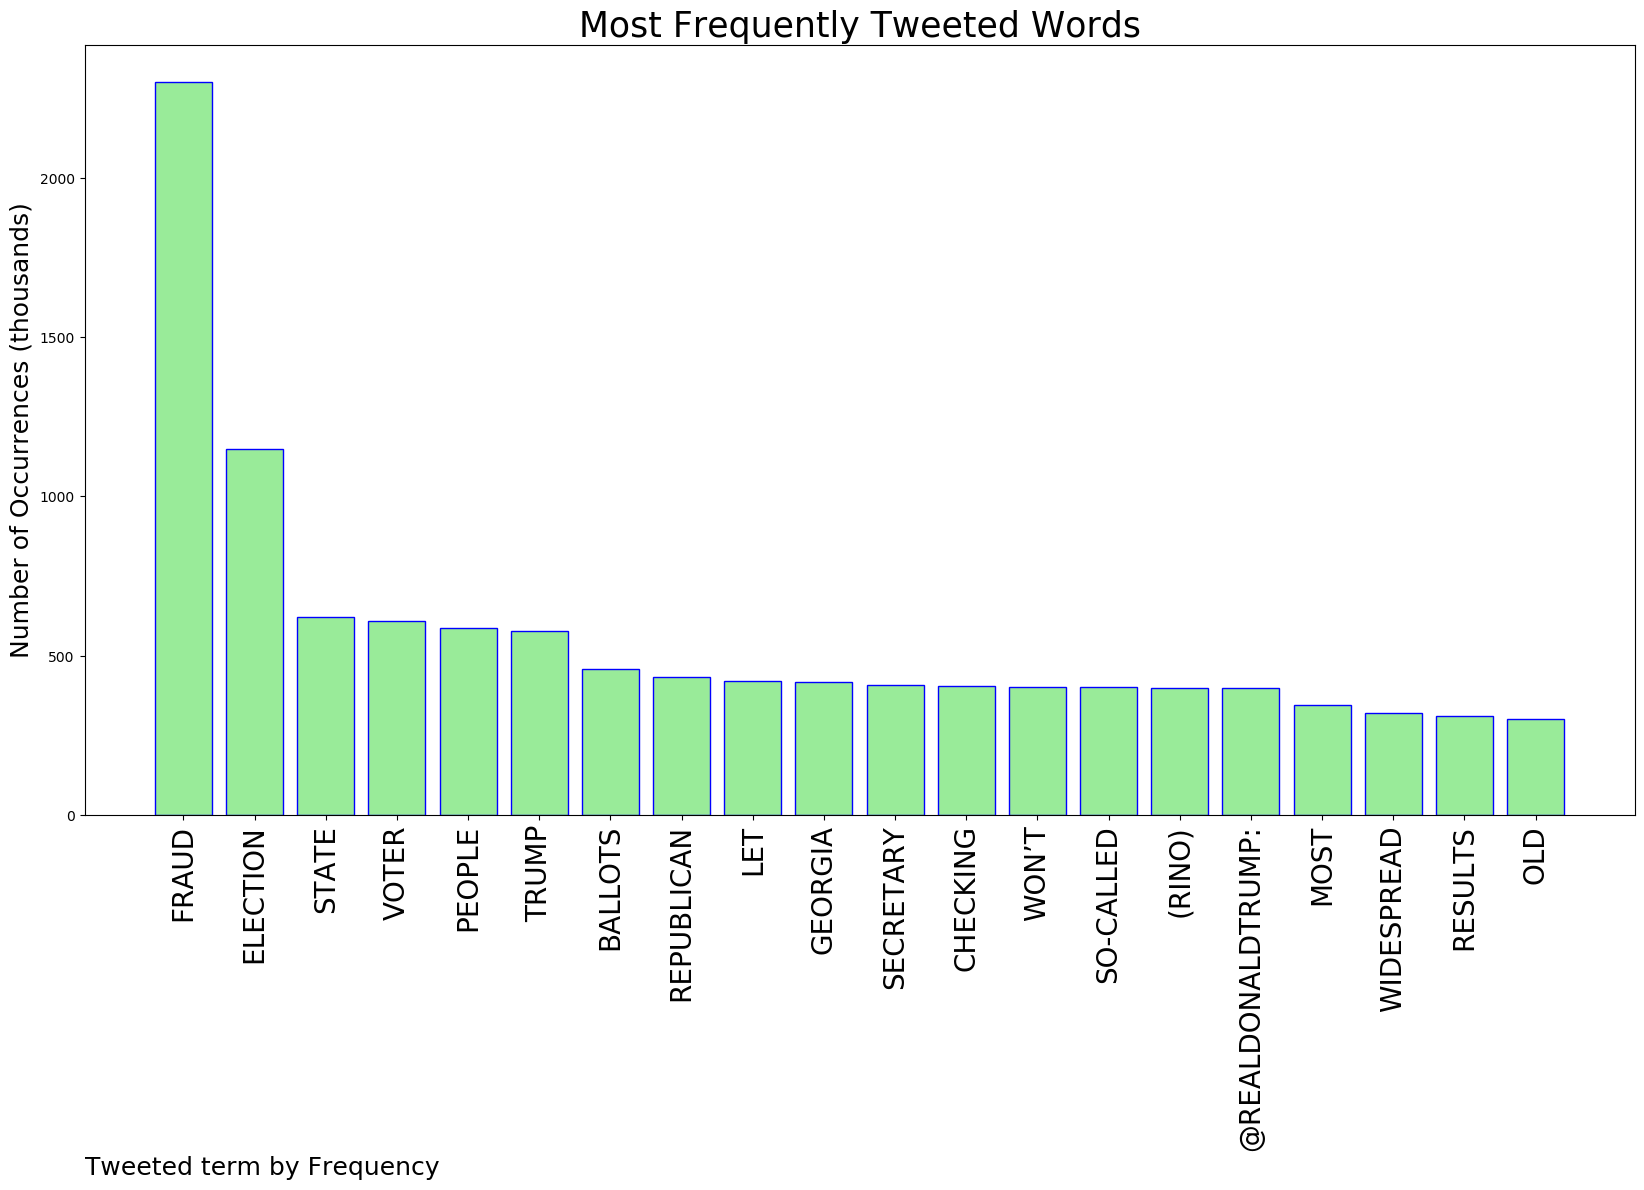 Most Frequently Tweeted Words
Number of Occurrences (thousands)
2000
1500
1000
500
0
FRAUD
ELECTION
STATE
VOTER
PEOPLE
TRUMP
BALLOTS
REPUBLICAN
LET
GEORGIA
SECRETARY
CHECKING
WON’T
SO-CALLED
(RINO)
@REALDONALDTRUMP:
MOST
WIDESPREAD
RESULTS
OLD
Tweeted term by Frequency